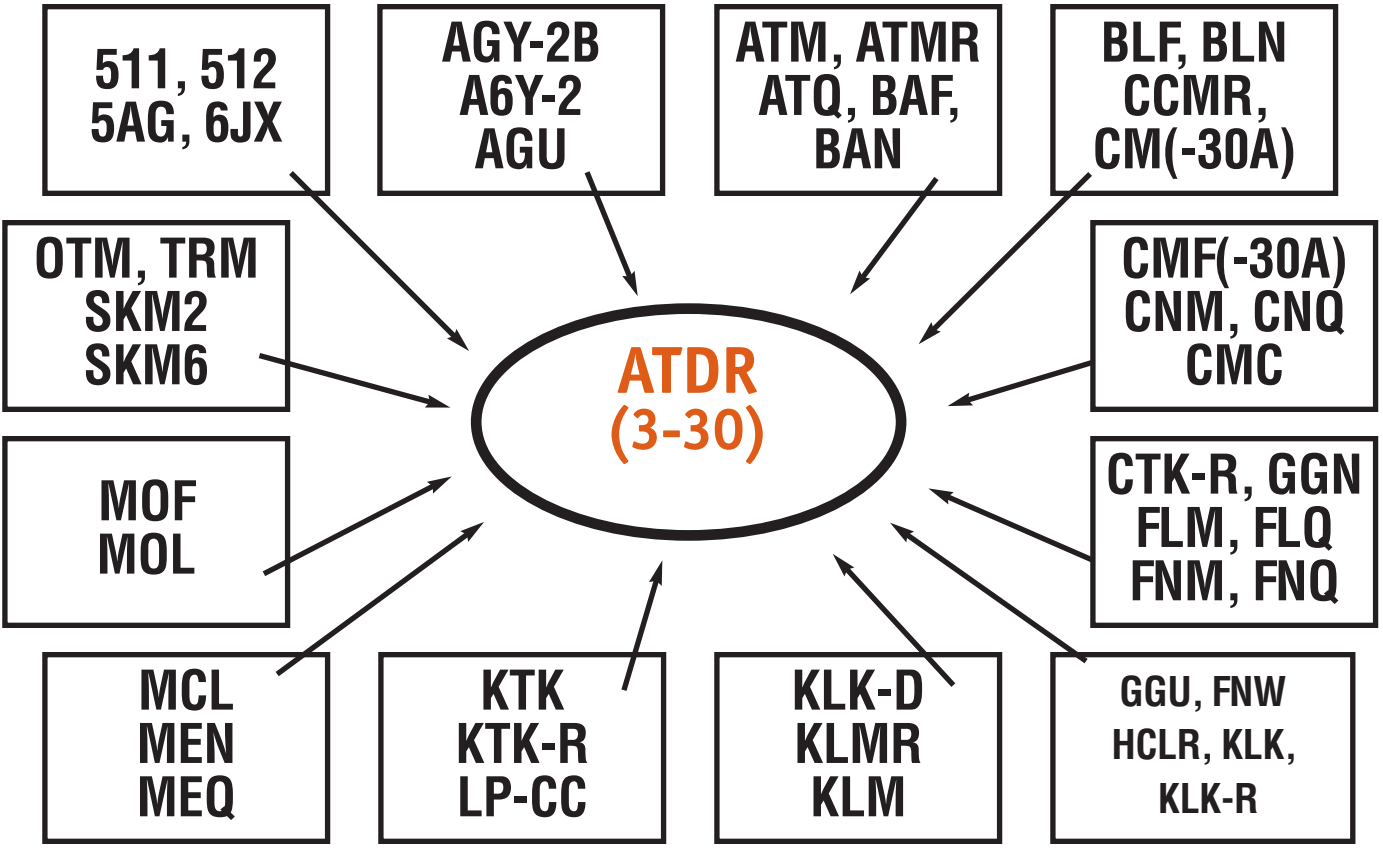 511, 512
5AG, 6JX
AGY-2B
A6Y-2
AGU
ATM, ATMR
ATQ, BAF,
BAN
BLF, BLN
CCMR,
CM(-30A)
OTM, TRM
SKM2
SKM6
ATDR
(3-30)
CMF(-30A)
CNM, CNQ
CMC
MOF
MOL
CTK-R, GGN
FLM, FLQ
FNM, FNQ
MCL
MEN
MEQ
KTK
KTK-R
LP-CC
KLK-D
KLMR
KLM
GGU, FNW
HCLR, KLK,
KLK-R